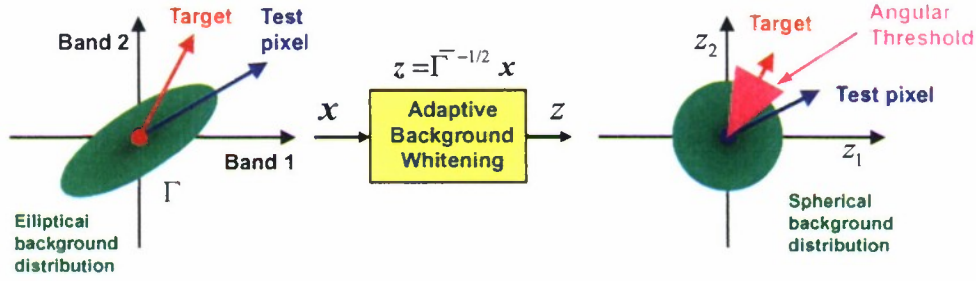 Target
Test
pixel
Band 2
Band 1
Γ
Eiliptical
background
distribution
z = Γ̄ ^{-1/2} x
x
Adaptive
Background
Whitening
z
z₂
Target
Angular
Threshold
Test pixel
z₁
Spherical
background
distribution